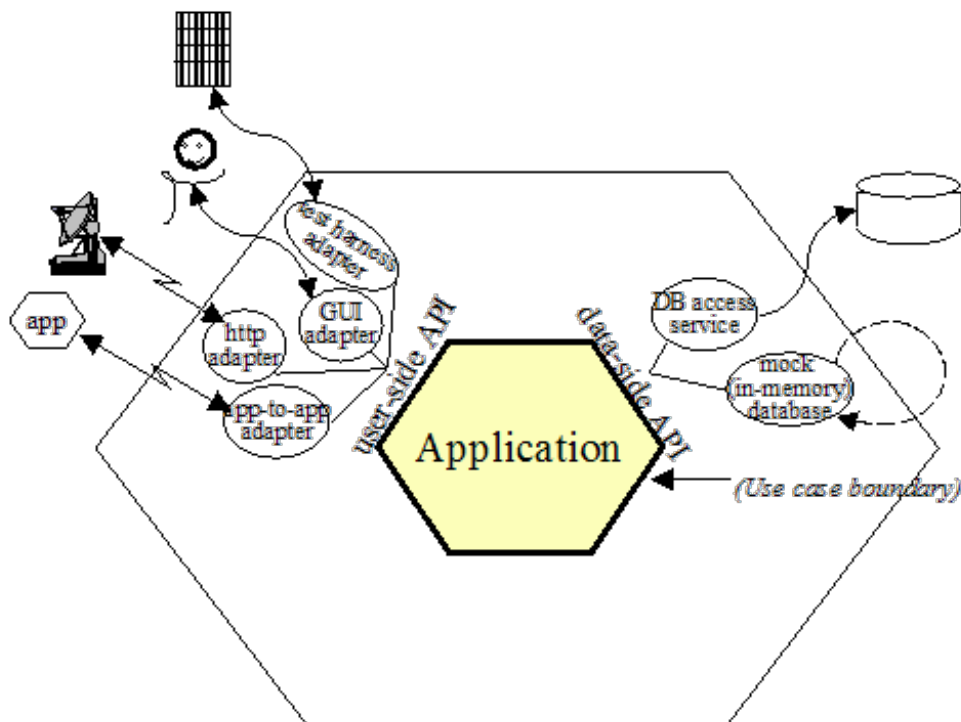 test harness
adapter
GUI
adapter
http
adapter
app
app-to-app
adapter
user-side API
data-side API
DB access
service
mock
(in-memory)
database
Application
(Use case boundary)